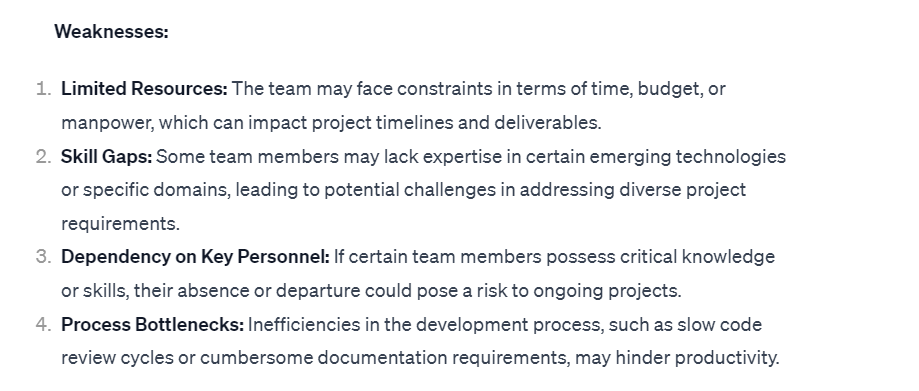 Weaknesses:
1. Limited Resources: The team may face constraints in terms of time, budget, or
manpower, which can impact project timelines and deliverables.
2. Skill Gaps: Some team members may lack expertise in certain emerging technologies
or specific domains, leading to potential challenges in addressing diverse project
requirements.
3. Dependency on Key Personnel: If certain team members possess critical knowledge
or skills, their absence or departure could pose a risk to ongoing projects.
4. Process Bottlenecks: Inefficiencies in the development process, such as slow code
review cycles or cumbersome documentation requirements, may hinder productivity.